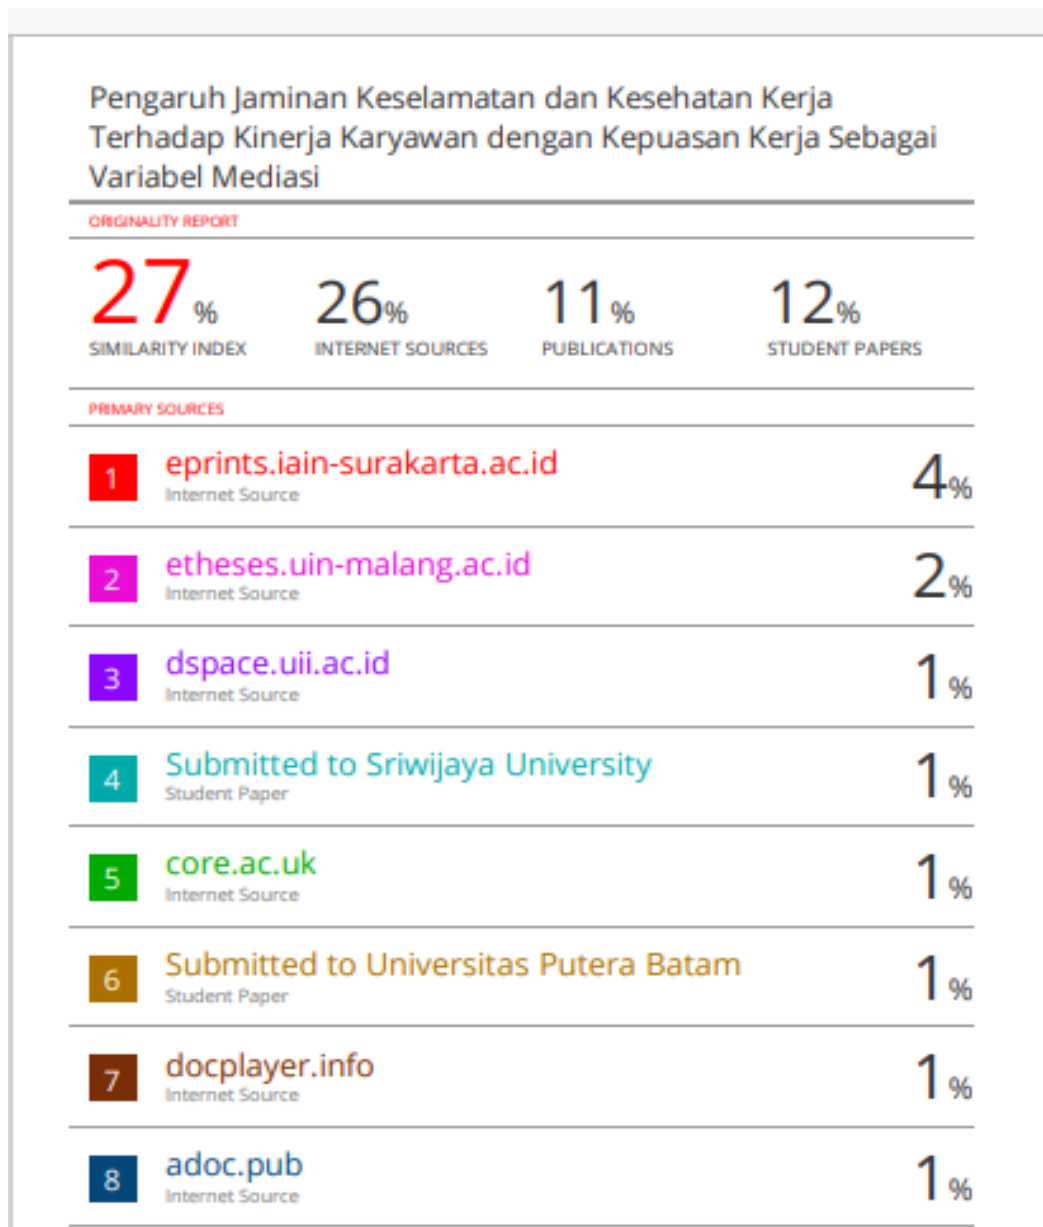 Pengaruh Jaminan Keselamatan dan Kesehatan Kerja
Terhadap Kinerja Karyawan dengan Kepuasan Kerja Sebagai
Variabel Mediasi
ORIGINALITY REPORT
27% 26% 11% 12%
SIMILARITY INDEX INTERNET SOURCES PUBLICATIONS STUDENT PAPERS
PRIMARY SOURCES
1 eprints.iain-surakarta.ac.id 4%
Internet Source
2 etheses.uin-malang.ac.id 2%
Internet Source
3 dspace.uii.ac.id 1%
Internet Source
4 Submitted to Sriwijaya University 1%
Student Paper
5 core.ac.uk 1%
Internet Source
6 Submitted to Universitas Putera Batam 1%
Student Paper
7 docplayer.info 1%
Internet Source
8 adoc.pub 1%
Internet Source